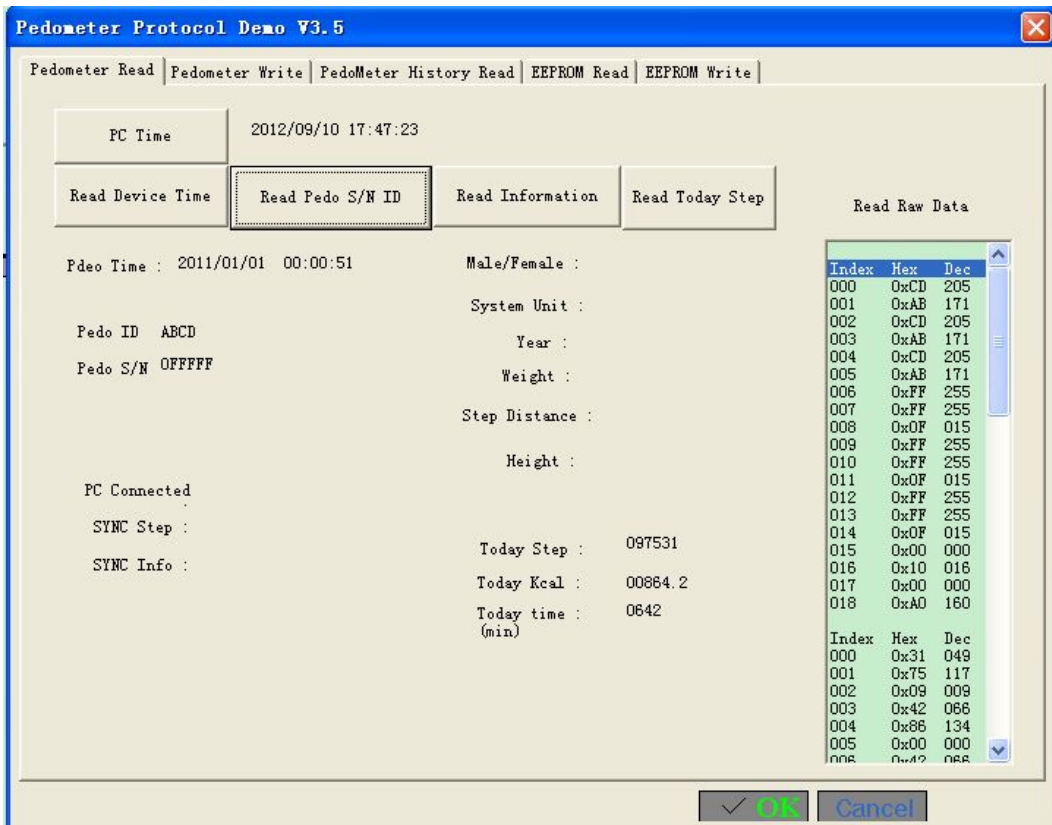 Pedometer Protocol Demo V3.5
Pedometer Read Pedometer Write PedoMeter History Read EEPROM Read EEPROM Write
PC Time 2012/09/10 17:47:23
Read Device Time Read Pedo S/N ID Read Information Read Today Step
Pdeo Time : 2011/01/01 00:00:51
Pedo ID ABCD
Pedo S/N 0FFFFF
PC Connected :
SYNC Step :
SYNC Info :
Male/Female :
System Unit :
Year :
Weight :
Step Distance :
Height :
Today Step : 097531
Today Kcal : 00864.2
Today time : 0642
(min)
Read Raw Data
Index Hex Dec
000 0xCD 205
001 0xAB 171
002 0xCD 205
003 0xAB 171
004 0xCD 205
005 0xAB 171
006 0xFF 255
007 0xFF 255
008 0x0F 015
009 0xFF 255
010 0xFF 255
011 0x0F 015
012 0xFF 255
013 0xFF 255
014 0x0F 015
015 0x00 000
016 0x10 016
017 0x00 000
018 0xA0 160
Index Hex Dec
000 0x31 049
001 0x75 117
002 0x09 009
003 0x42 066
004 0x86 134
005 0x00 000
006 0x42 066
OK Cancel